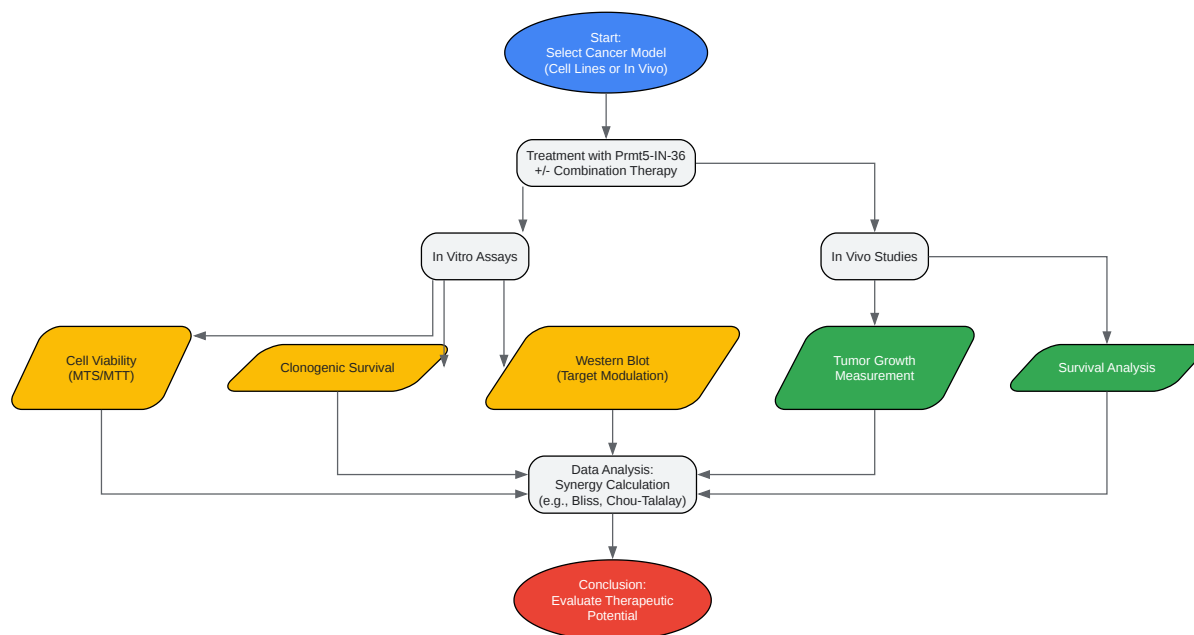 Start:
Select Cancer Model
(Cell Lines or In Vivo)
Treatment with Prmt5-IN-36
+/- Combination Therapy
In Vitro Assays
In Vivo Studies
Cell Viability
(MTS/MTT)
Clonogenic Survival
Western Blot
(Target Modulation)
Tumor Growth
Measurement
Survival Analysis
Data Analysis:
Synergy Calculation
(e.g., Bliss, Chou-Talalay)
Conclusion:
Evaluate Therapeutic
Potential